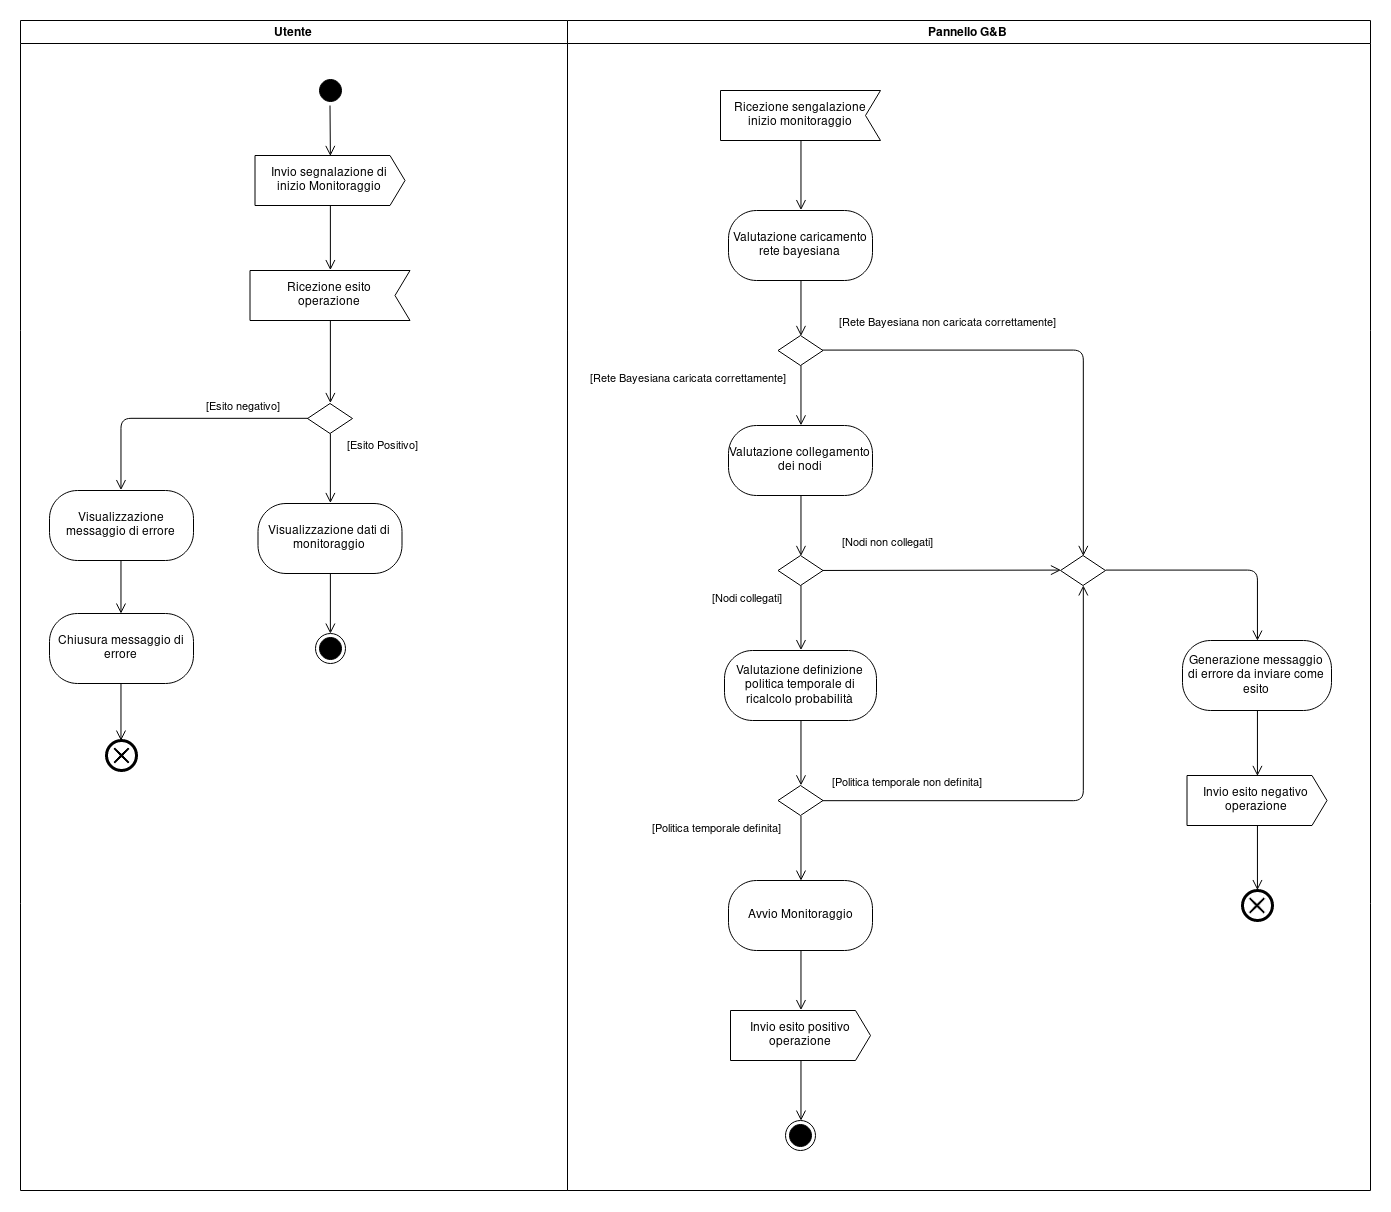 Utente
Pannello G&B
Invio segnalazione di
inizio Monitoraggio
Ricezione esito
operazione
[Esito negativo]
[Esito Positivo]
Visualizzazione
messaggio di errore
Visualizzazione dati di
monitoraggio
Chiusura messaggio di
errore
Ricezione sengalazione
inizio monitoraggio
Valutazione caricamento
rete bayesiana
[Rete Bayesiana non caricata correttamente]
[Rete Bayesiana caricata correttamente]
Valutazione collegamento
dei nodi
[Nodi non collegati]
[Nodi collegati]
Valutazione definizione
politica temporale di
ricalcolo probabilità
[Politica temporale non definita]
[Politica temporale definita]
Avvio Monitoraggio
Invio esito positivo
operazione
Generazione messaggio
di errore da inviare come
esito
Invio esito negativo
operazione